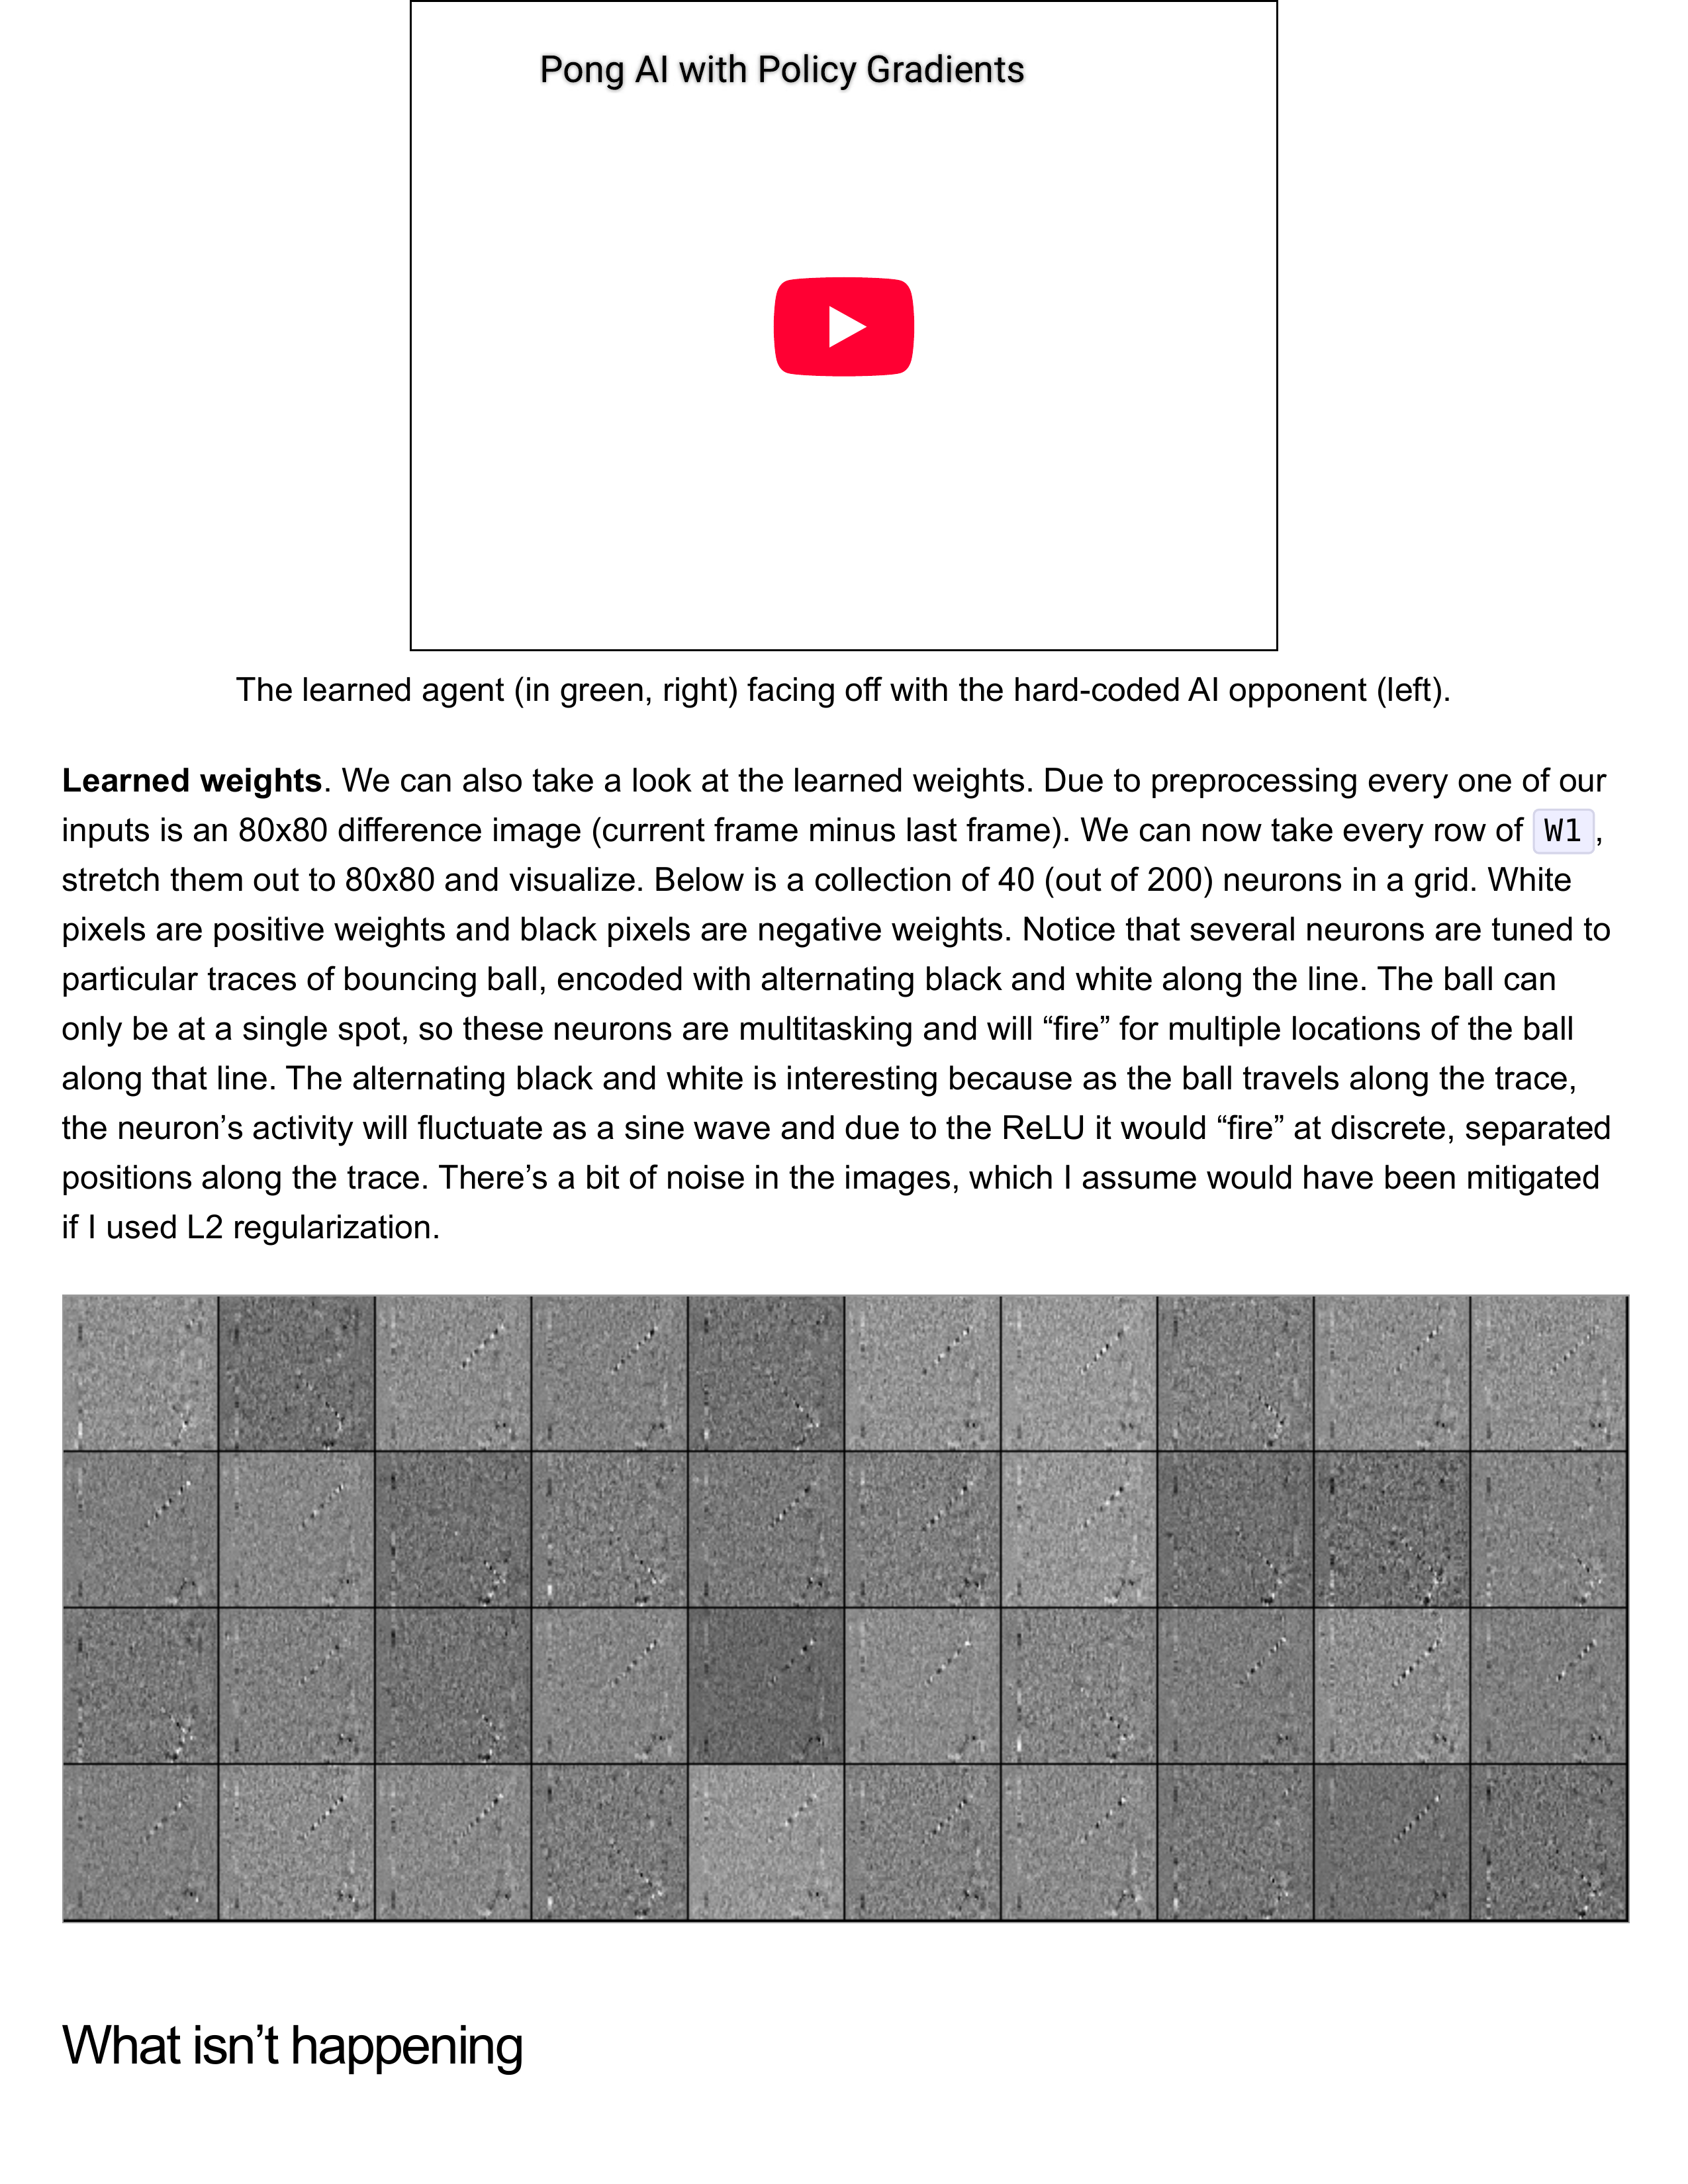 Pong AI with Policy Gradients
The learned agent (in green, right) facing off with the hard-coded AI opponent (left).
Learned weights. We can also take a look at the learned weights. Due to preprocessing every one of our
inputs is an 80x80 difference image (current frame minus last frame). We can now take every row of W1,
stretch them out to 80x80 and visualize. Below is a collection of 40 (out of 200) neurons in a grid. White
pixels are positive weights and black pixels are negative weights. Notice that several neurons are tuned to
particular traces of bouncing ball, encoded with alternating black and white along the line. The ball can
only be at a single spot, so these neurons are multitasking and will “fire” for multiple locations of the ball
along that line. The alternating black and white is interesting because as the ball travels along the trace,
the neuron’s activity will fluctuate as a sine wave and due to the ReLU it would “fire” at discrete, separated
positions along the trace. There’s a bit of noise in the images, which I assume would have been mitigated
if I used L2 regularization.
What isn’t happening